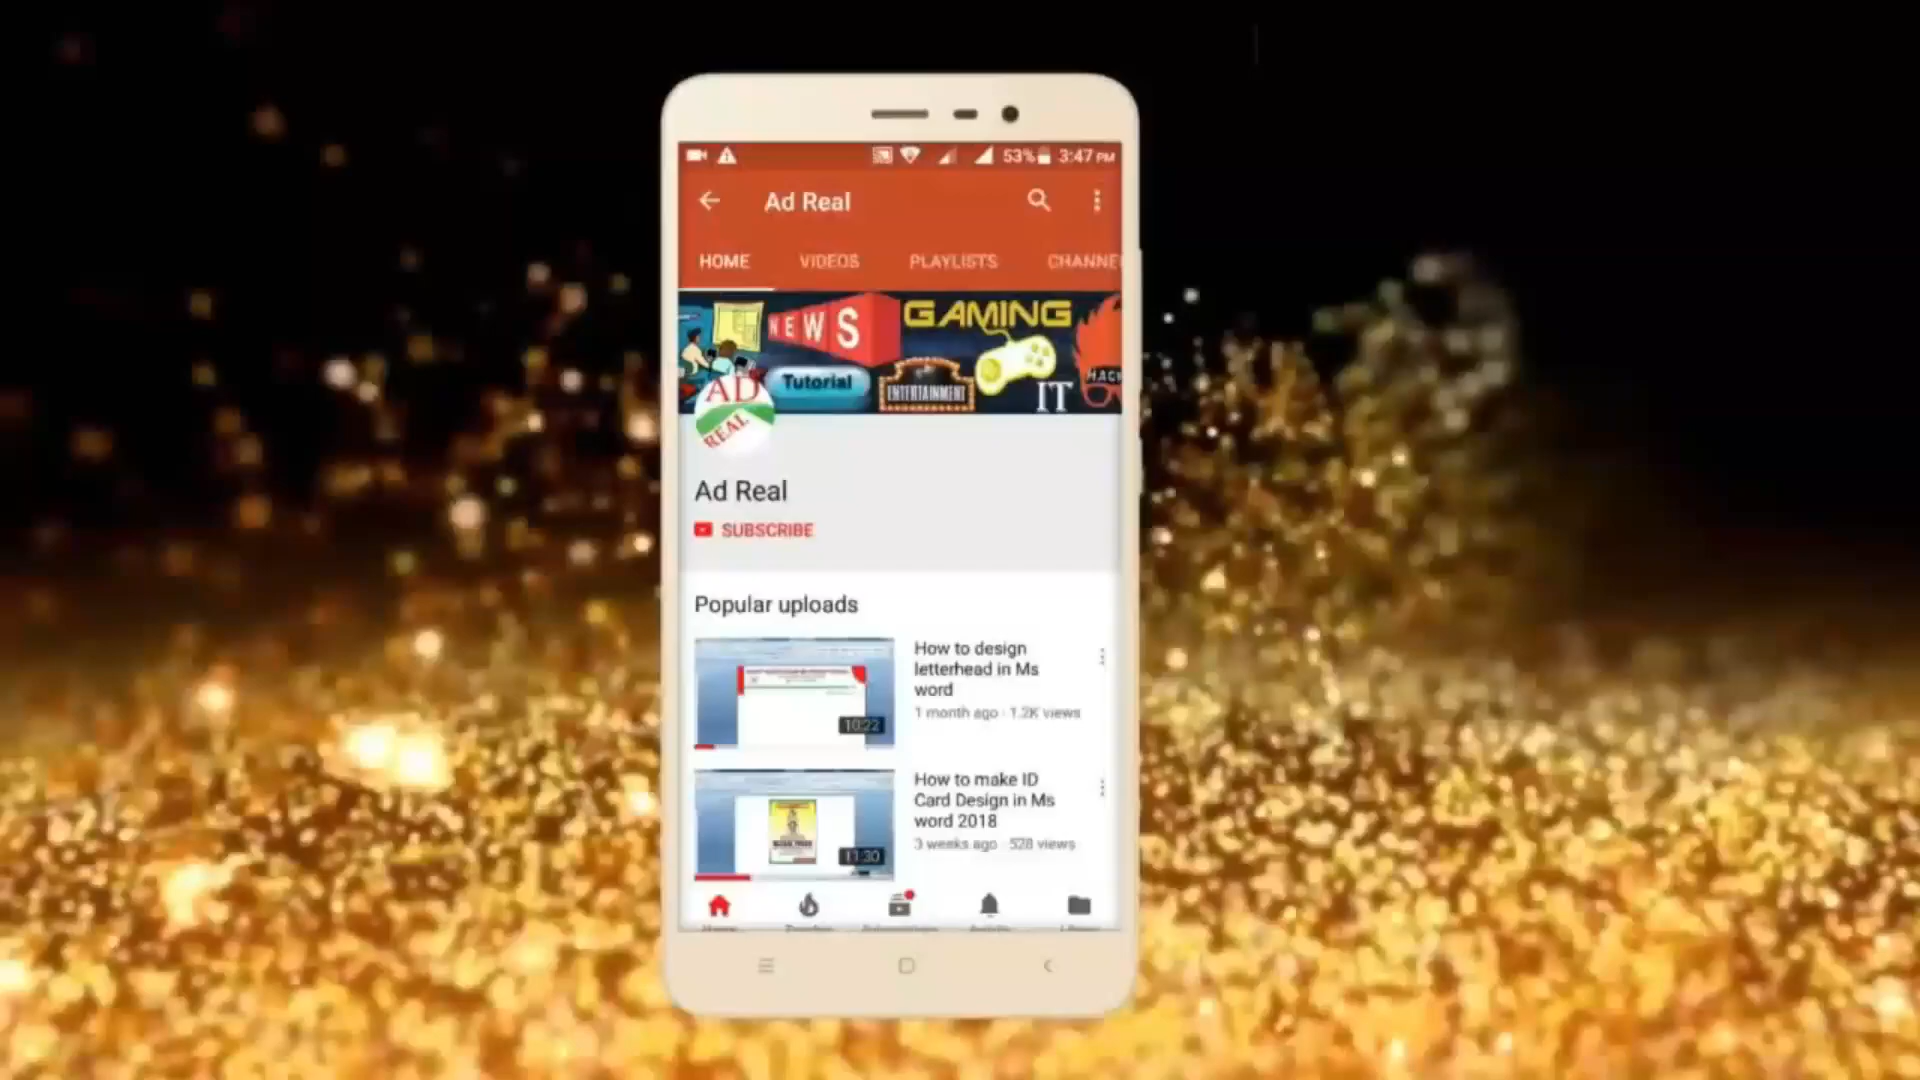 53% 3:47 PM
Ad Real
HOME VIDEOS PLAYLISTS CHANNE
NEWS GAMING
Tutorial ENTERTAINMENT IT HACK
AD
REAL
Ad Real
SUBSCRIBE
Popular uploads
How to design
letterhead in Ms
word
1 month ago · 1.2K views
10:22
How to make ID
Card Design in Ms
word 2018
3 weeks ago · 528 views
11:30